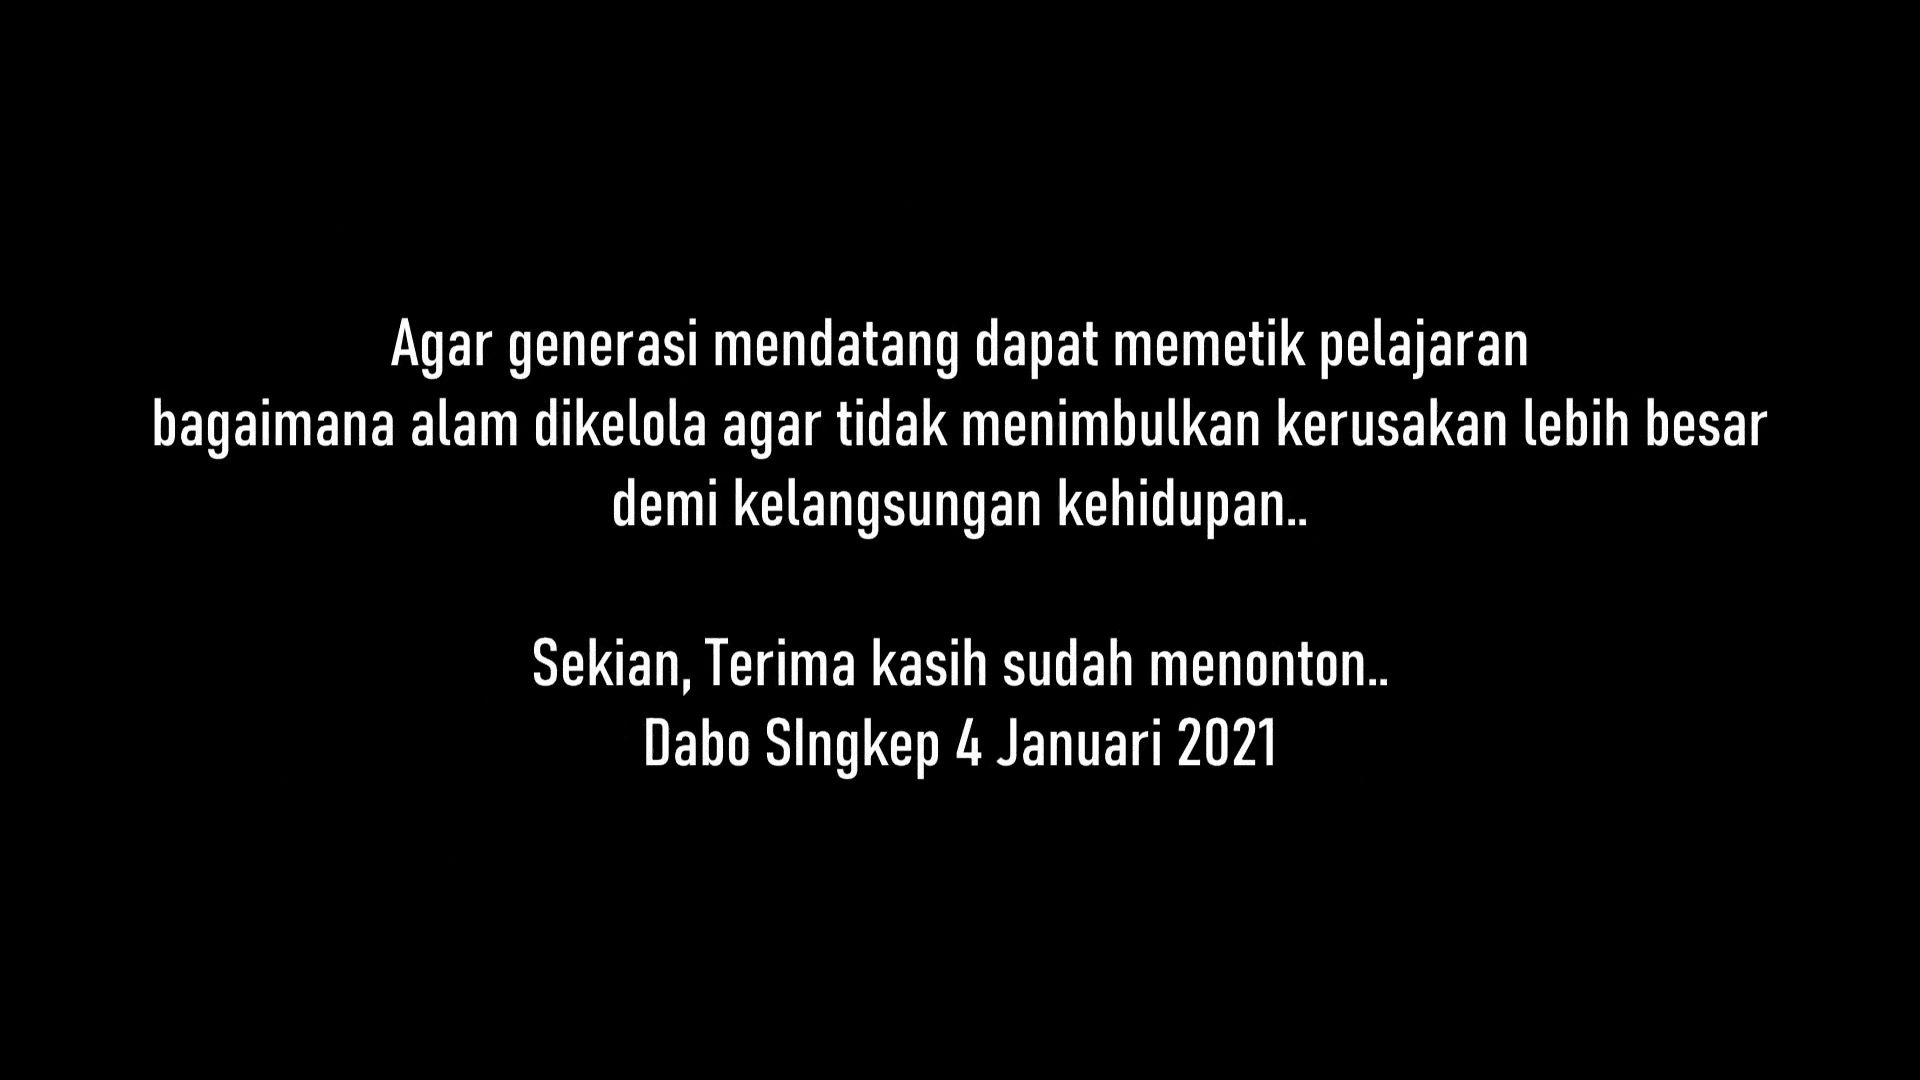 Agar generasi mendatang dapat memetik pelajaran
bagaimana alam dikelola agar tidak menimbulkan kerusakan lebih besar
demi kelangsungan kehidupan..
Sekian, Terima kasih sudah menonton..
Dabo SIngkep 4 Januari 2021